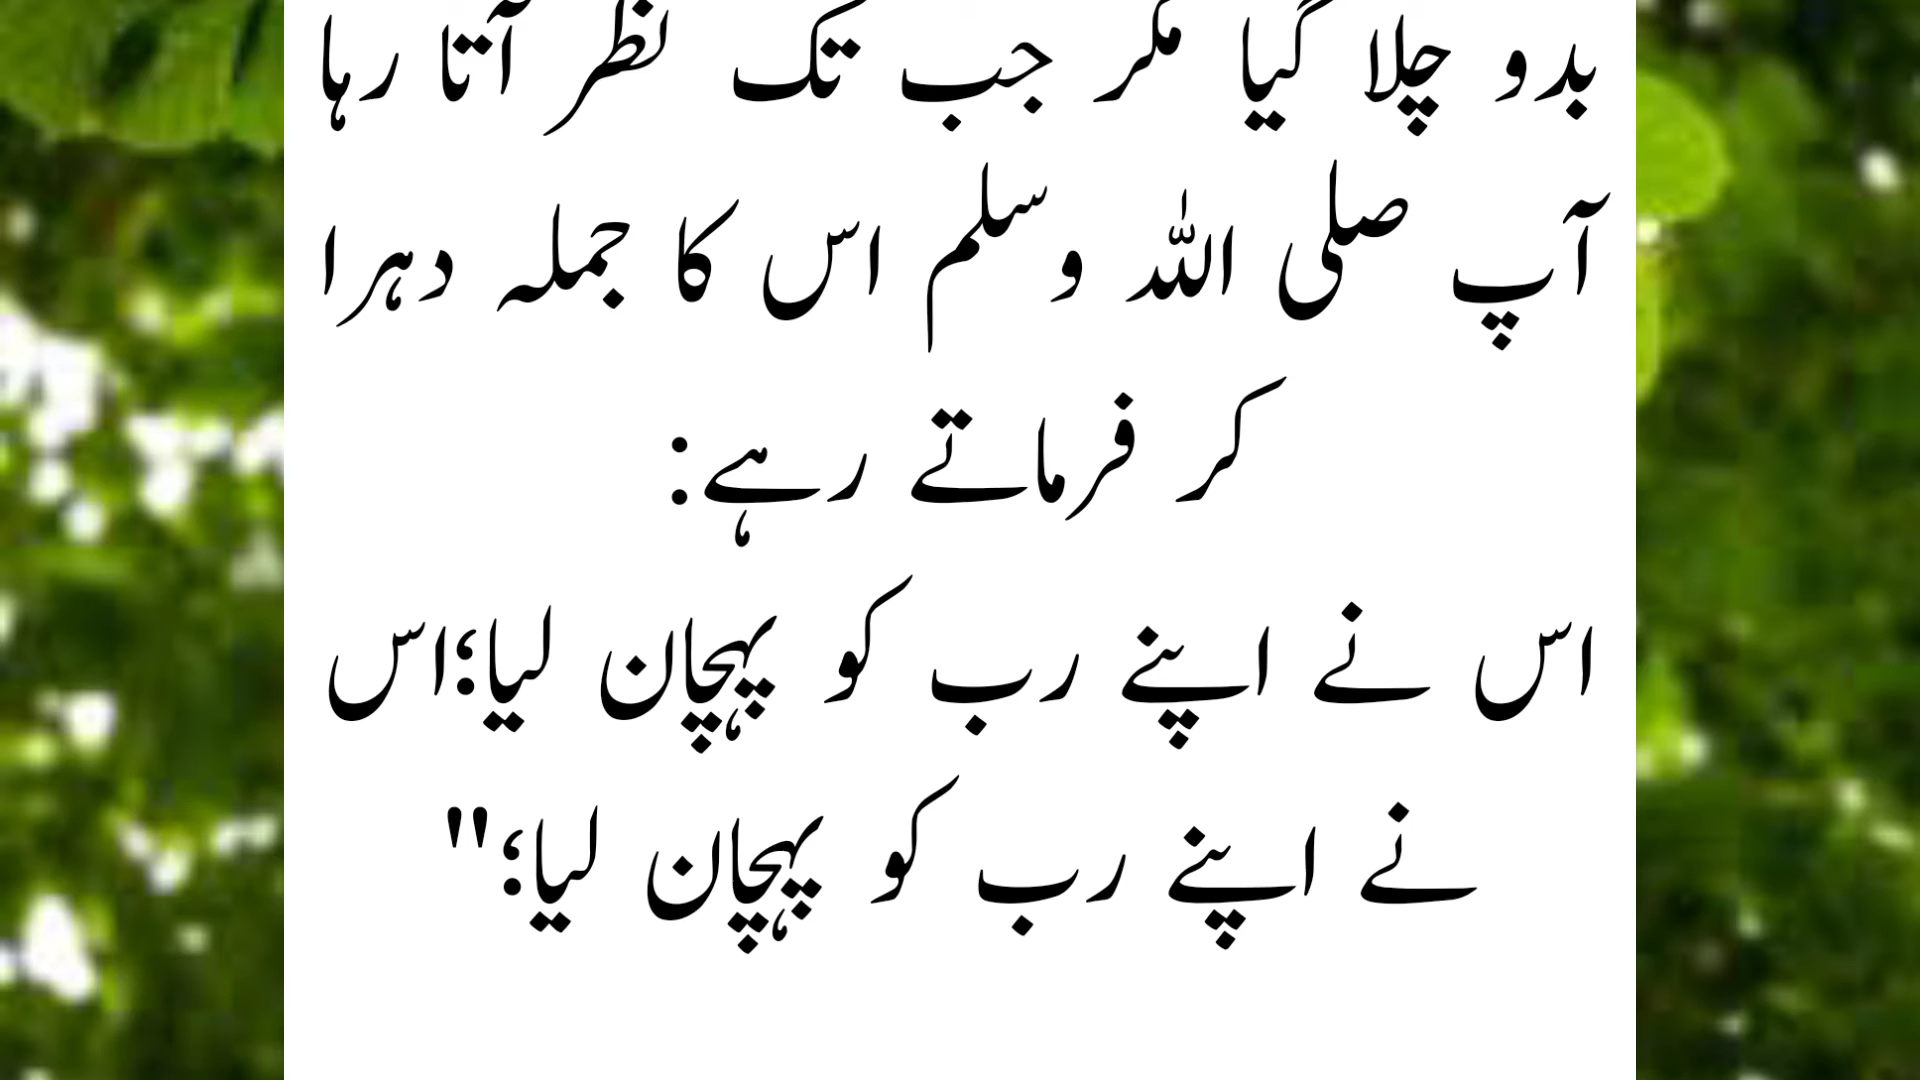 بدو چلا گیا مگر جب تک نظر آتا رہا
آپ صلی اللہ وسلم اس کا جملہ دہرا
کر فرماتے رہے:
اس نے اپنے رب کو پہچان لیا؛اس
نے اپنے رب کو پہچان لیا؛"